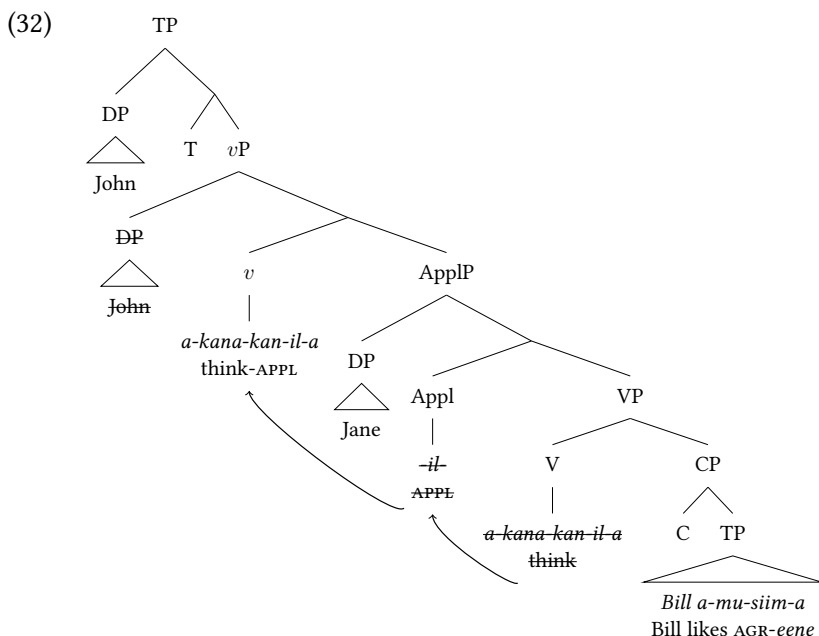 (32)
TP
DP
T vP
John
DP
John
v
ApplP
a-kana-kan-il-a
think-APPL
DP
Jane
Appl
VP
-il-
APPL
V
CP
a-kana-kan-il-a
think
C TP
Bill a-mu-siim-a
Bill likes AGR-eene